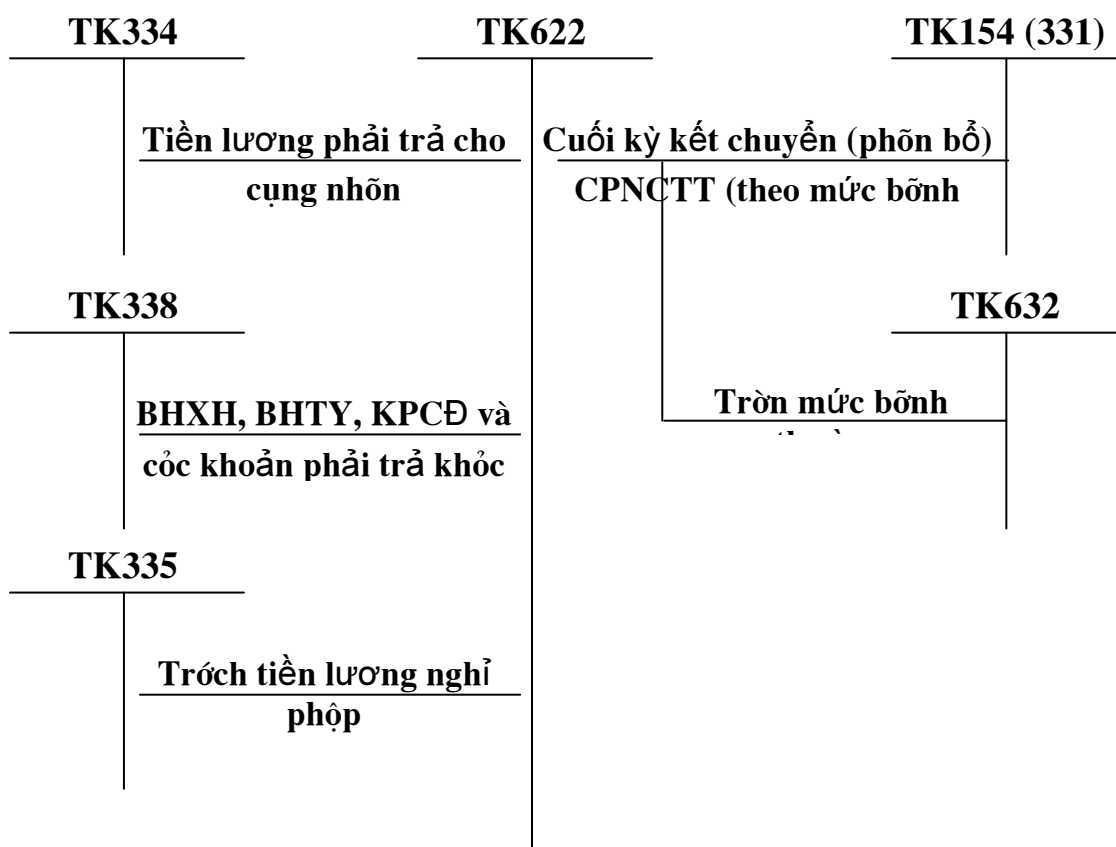 TK334
TK622
TK154 (331)
Tiền lương phải trả cho
cụng nhõn
Cuối kỳ kết chuyển (phõn bổ)
CPNCTT (theo mức bỡnh
TK338
TK632
BHXH, BHTY, KPCĐ và
cỏc khoản phải trả khỏc
Trờn mức bỡnh
TK335
Trớch tiền lương nghỉ
phộp